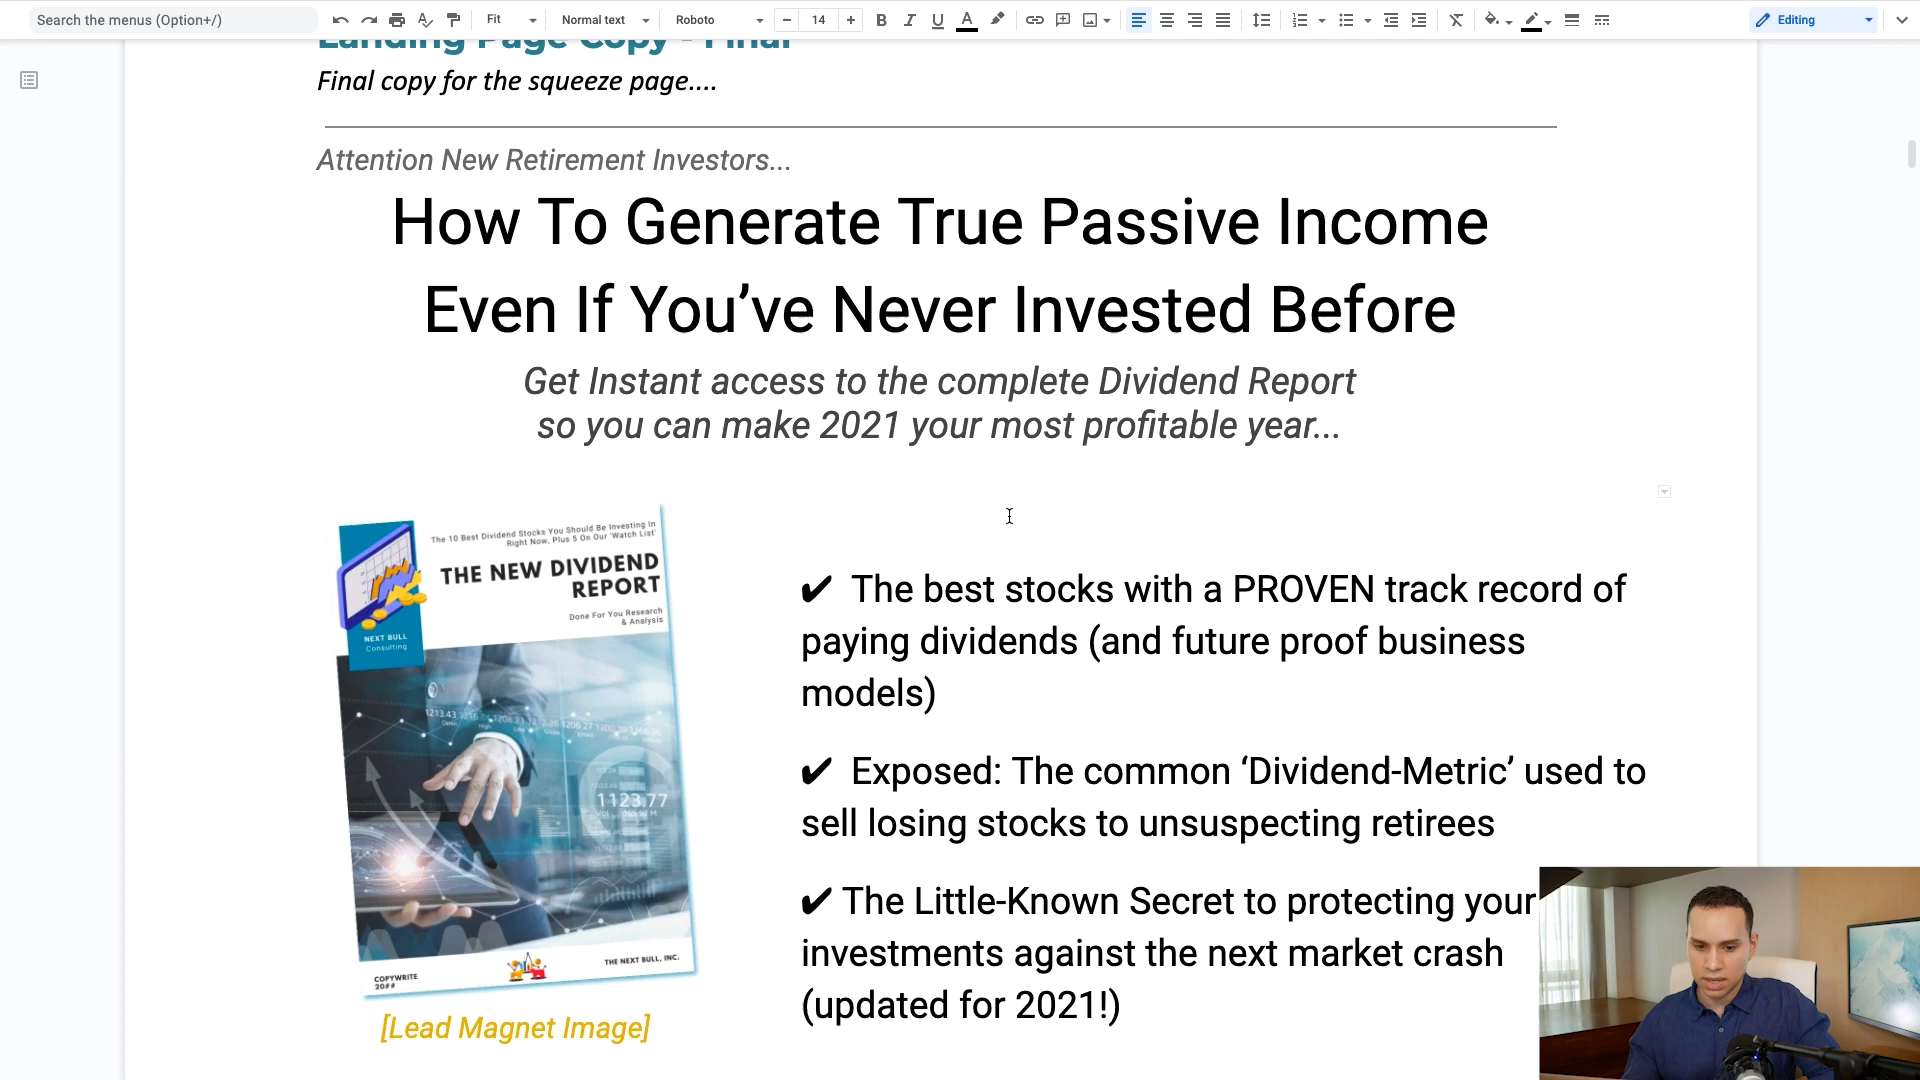 Search the menus (Option+/)
Fit
Normal text
Roboto
14
Editing
Landing Page Copy - Final
Final copy for the squeeze page....
Attention New Retirement Investors...
How To Generate True Passive Income
Even If You’ve Never Invested Before
Get Instant access to the complete Dividend Report
so you can make 2021 your most profitable year...
The 10 Best Dividend Stocks You Should Be Investing In
Right Now, Plus 5 On Our 'Watch List'
THE NEW DIVIDEND
REPORT
Done For You Research
& Analysis
NEXT BULL
Consulting
1213.43
1123.77
COPYWRITE
20##
THE NEXT BULL, INC.
[Lead Magnet Image]
✔ The best stocks with a PROVEN track record of
paying dividends (and future proof business
models)
✔ Exposed: The common ‘Dividend-Metric’ used to
sell losing stocks to unsuspecting retirees
✔ The Little-Known Secret to protecting your
investments against the next market crash
(updated for 2021!)